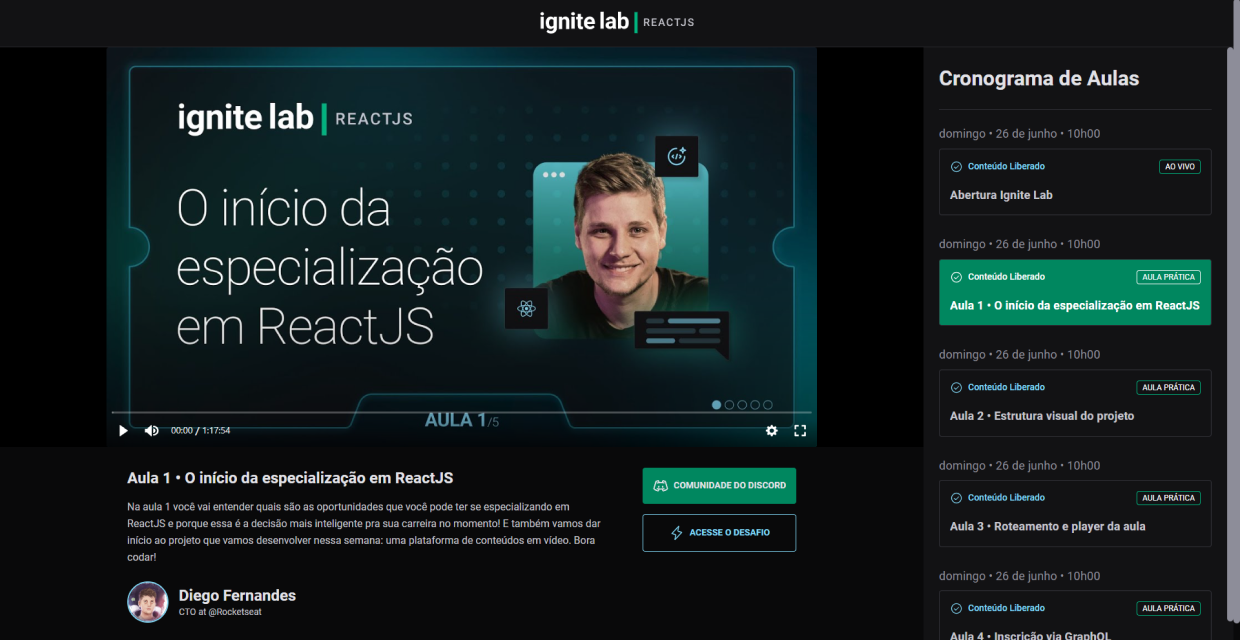 ignite lab | REACTJS
ignite lab | REACTJS
O início da
especialização
em ReactJS
AULA 1/5
00:00 / 1:17:54
Aula 1 • O início da especialização em ReactJS
Na aula 1 você vai entender quais são as oportunidades que você pode ter se especializando em
ReactJS e porque essa é a decisão mais inteligente pra sua carreira no momento! E também vamos dar
início ao projeto que vamos desenvolver nessa semana: uma plataforma de conteúdos em vídeo. Bora
codar!
COMUNIDADE DO DISCORD
ACESSE O DESAFIO
Diego Fernandes
CTO at @Rocketseat
Cronograma de Aulas
domingo • 26 de junho • 10h00
Conteúdo Liberado
AO VIVO
Abertura Ignite Lab
domingo • 26 de junho • 10h00
Conteúdo Liberado
AULA PRÁTICA
Aula 1 • O início da especialização em ReactJS
domingo • 26 de junho • 10h00
Conteúdo Liberado
AULA PRÁTICA
Aula 2 • Estrutura visual do projeto
domingo • 26 de junho • 10h00
Conteúdo Liberado
AULA PRÁTICA
Aula 3 • Roteamento e player da aula
domingo • 26 de junho • 10h00
Conteúdo Liberado
AULA PRÁTICA
Aula 4 • Inscrição via GraphQL